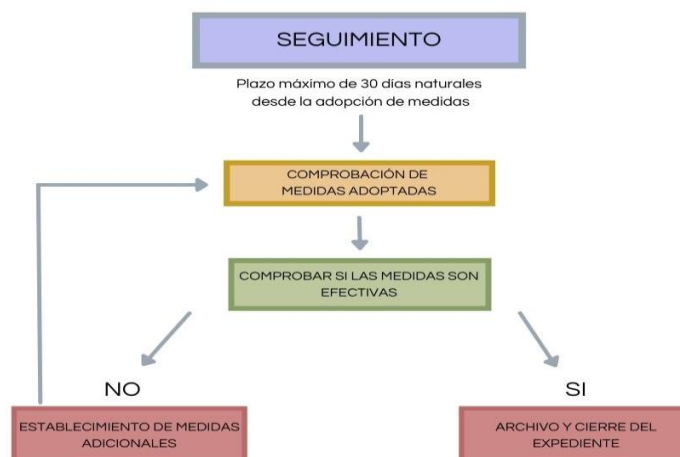 SEGUIMIENTO
Plazo máximo de 30 días naturales
desde la adopción de medidas
COMPROBACIÓN DE
MEDIDAS ADOPTADAS
COMPROBAR SI LAS MEDIDAS SON
EFECTIVAS
NO
SI
ESTABLECIMIENTO DE MEDIDAS
ADICIONALES
ARCHIVO Y CIERRE DEL
EXPEDIENTE